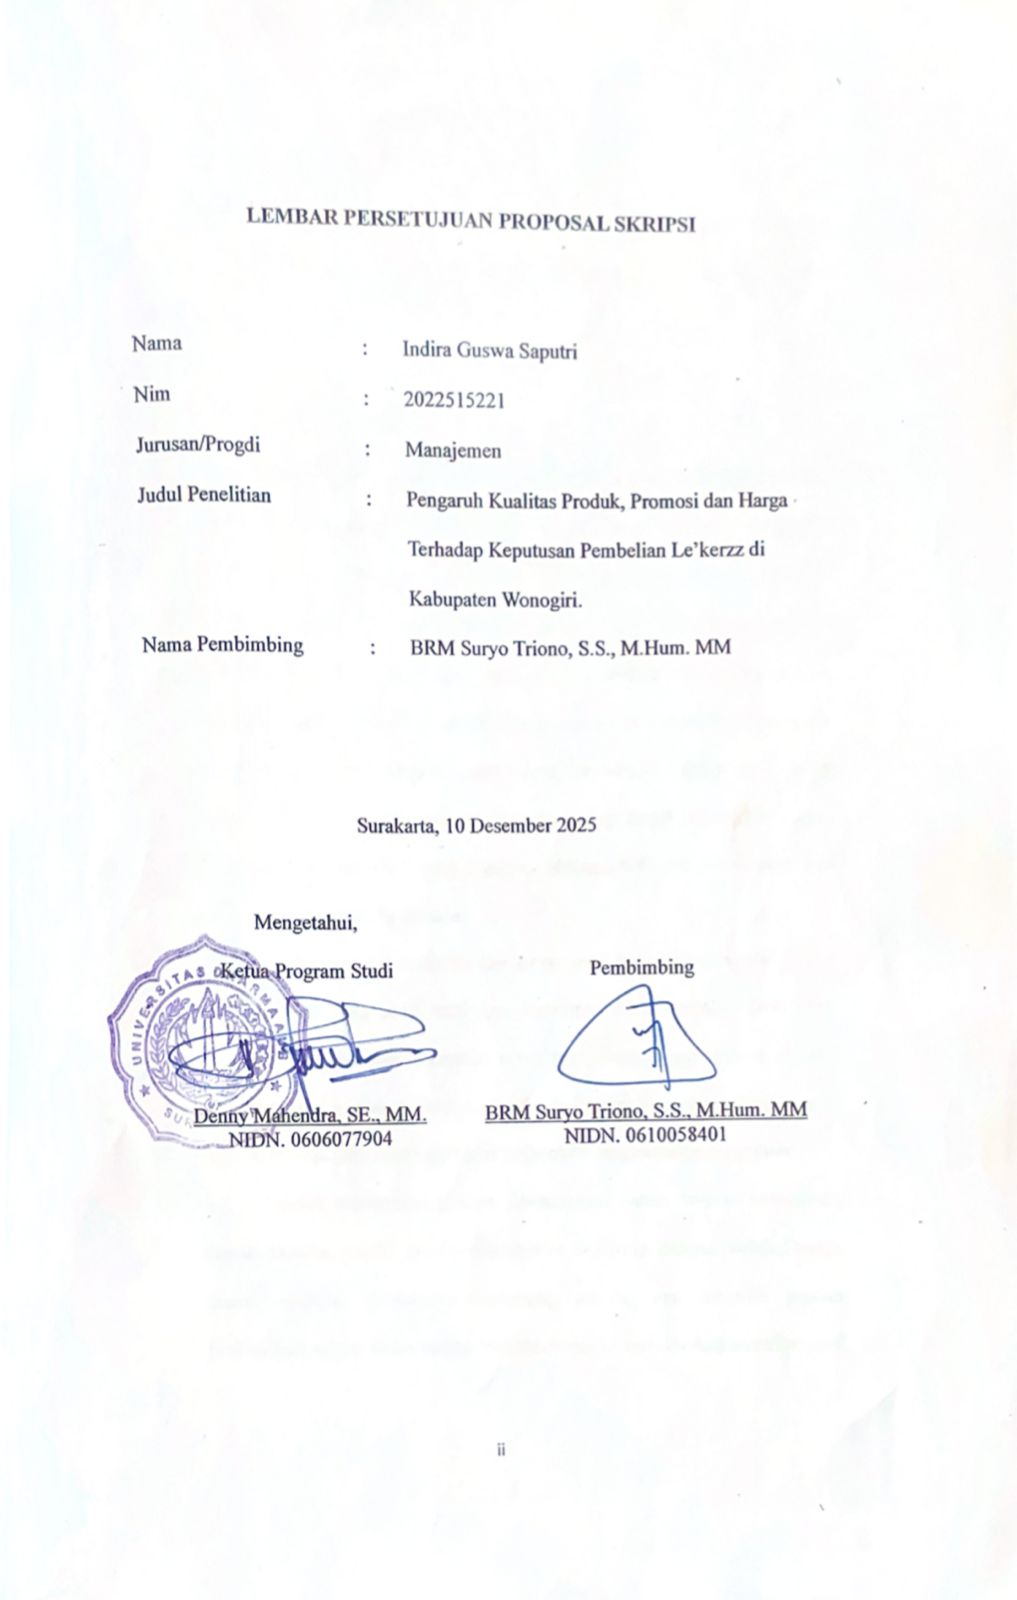 LEMBAR PERSETUJUAN PROPOSAL SKRIPSI
Nama : Indira Guswa Saputri
Nim : 2022515221
Jurusan/Progdi : Manajemen
Judul Penelitian : Pengaruh Kualitas Produk, Promosi dan Harga
Terhadap Keputusan Pembelian Le'kerzz di
Kabupaten Wonogiri.
Nama Pembimbing : BRM Suryo Triono, S.S., M.Hum. MM
Surakarta, 10 Desember 2025
Mengetahui,
Ketua Program Studi
Pembimbing
UNIVERSITAS
Denny Mahendra, SE., MM.
NIDN. 0606077904
BRM Suryo Triono, S.S., M.Hum. MM
NIDN. 0610058401
ii